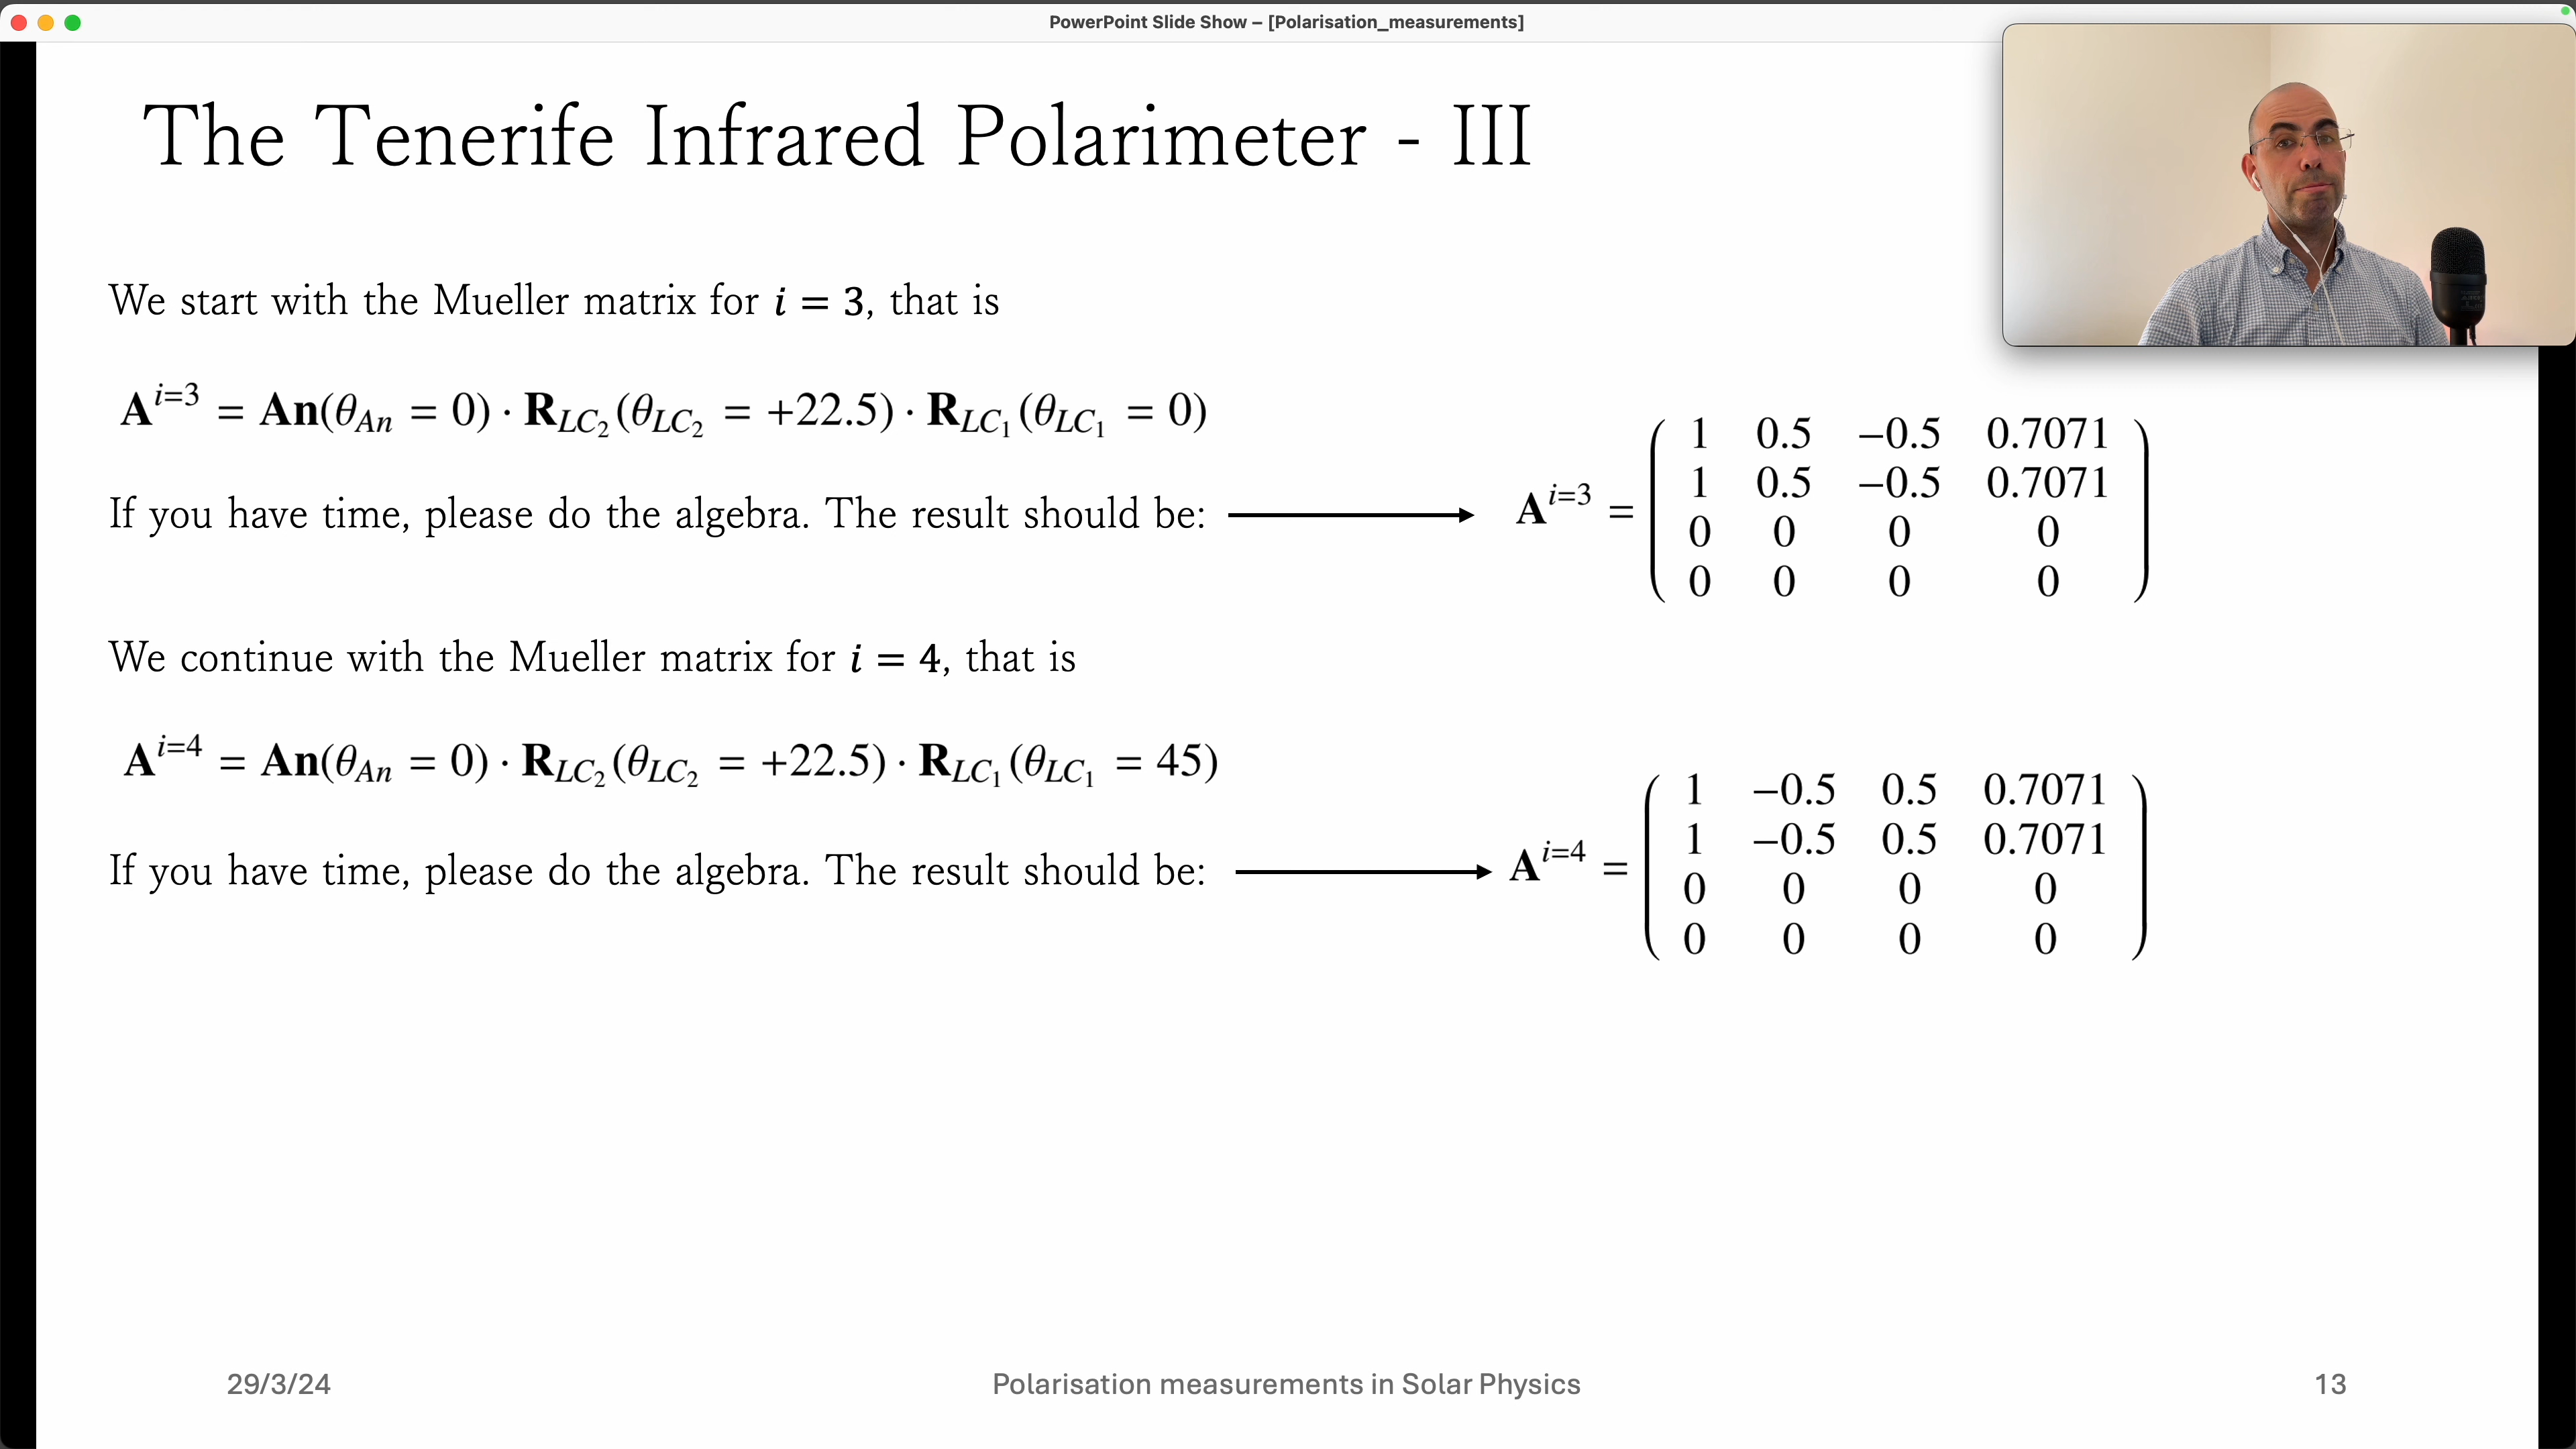 PowerPoint Slide Show – [Polarisation_measurements]
The Tenerife Infrared Polarimeter - III
We start with the Mueller matrix for i = 3, that is
A^{i=3} = An(θ_{An} = 0) · R_{LC_2}(θ_{LC_2} = +22.5) · R_{LC_1}(θ_{LC_1} = 0)
If you have time, please do the algebra. The result should be:
A^{i=3} =
1 0.5 −0.5 0.7071
1 0.5 −0.5 0.7071
0 0 0 0
0 0 0 0
We continue with the Mueller matrix for i = 4, that is
A^{i=4} = An(θ_{An} = 0) · R_{LC_2}(θ_{LC_2} = +22.5) · R_{LC_1}(θ_{LC_1} = 45)
If you have time, please do the algebra. The result should be:
A^{i=4} =
1 −0.5 0.5 0.7071
1 −0.5 0.5 0.7071
0 0 0 0
0 0 0 0
29/3/24
Polarisation measurements in Solar Physics
13